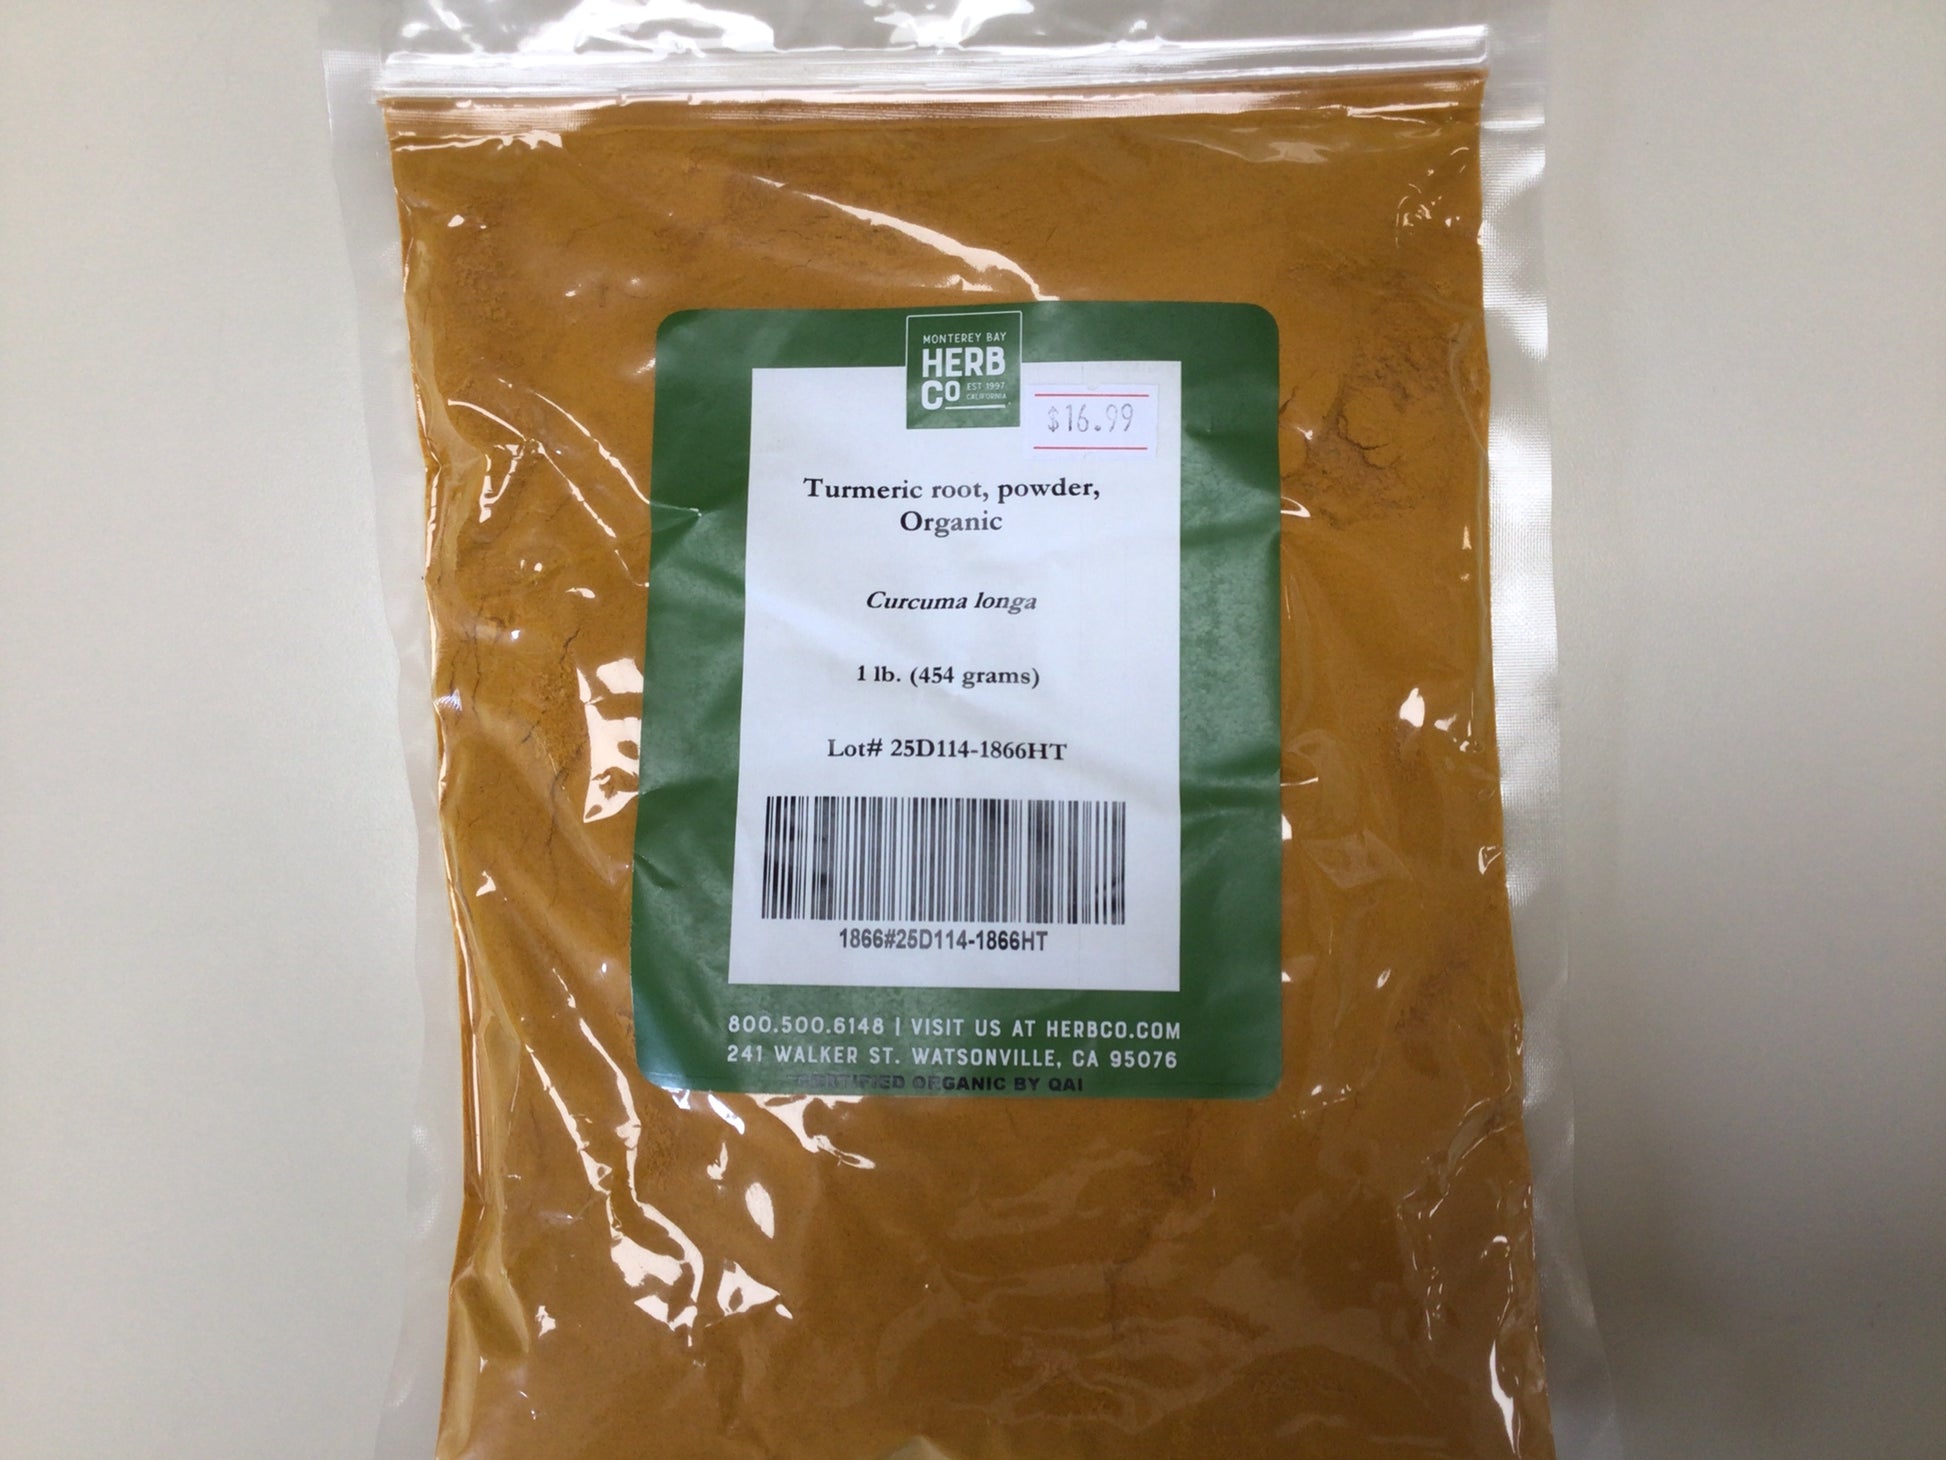 MONTEREY BAY
HERB
CO EST 1997
CALIFORNIA
$16.99
Turmeric root, powder,
Organic
Curcuma longa
1 lb. (454 grams)
Lot# 25D114-1866HT
1866#25D114-1866HT
800.500.6148 | VISIT US AT HERBCO.COM
241 WALKER ST. WATSONVILLE, CA 95076
CERTIFIED ORGANIC BY QAI